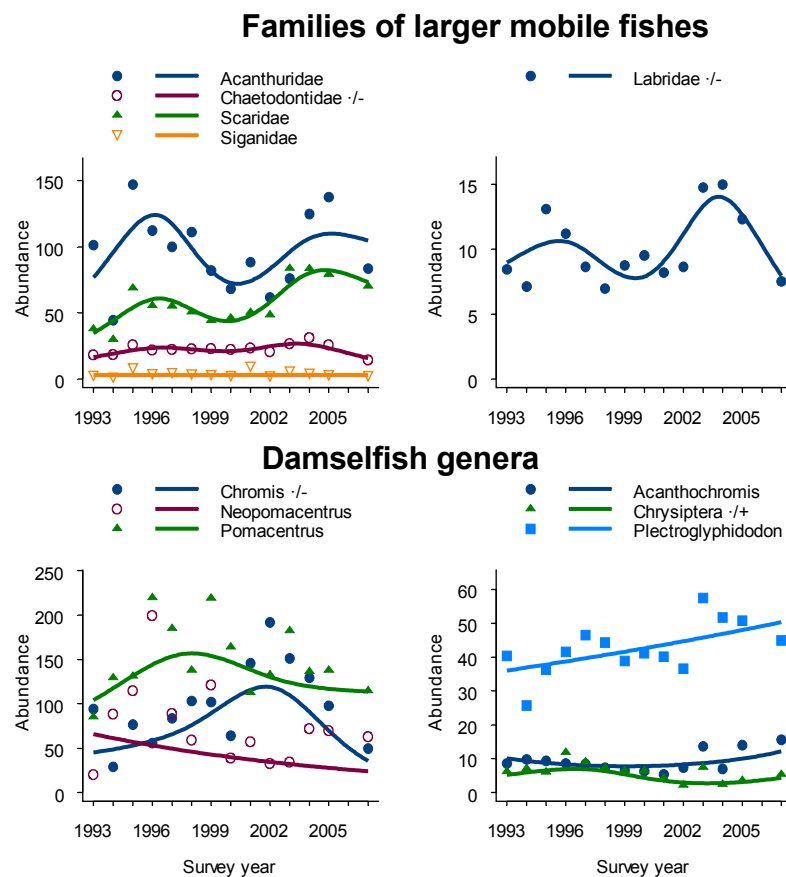 Families of larger mobile fishes
Acanthuridae
Chaetodontidae ·/-
Scaridae
Siganidae
Labridae ·/-
Abundance
150
100
50
0
1993 1996 1999 2002 2005
Abundance
15
10
5
0
1993 1996 1999 2002 2005
Damselfish genera
Chromis ·/-
Neopomacentrus
Pomacentrus
Acanthochromis
Chrysiptera ·/+
Plectroglyphidodon
Abundance
250
200
150
100
50
0
1993 1996 1999 2002 2005
Survey year
Abundance
60
50
40
30
20
10
0
1993 1996 1999 2002 2005
Survey year